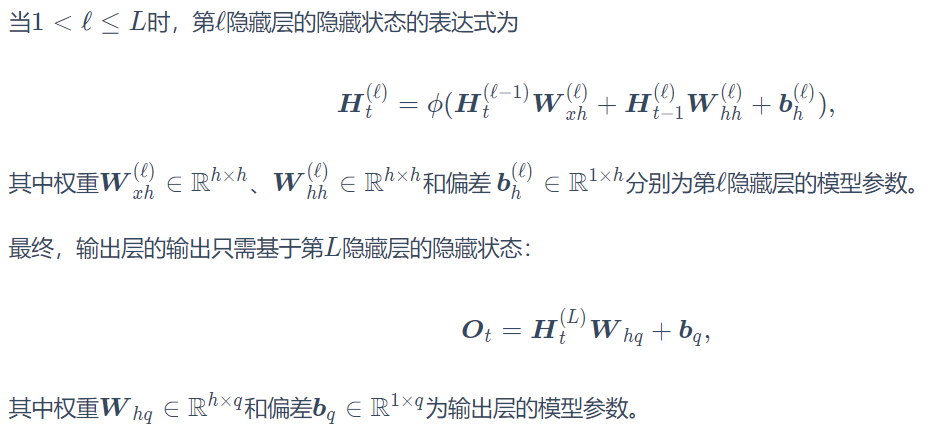 当$1 < \ell \leq L$时，第$\ell$隐藏层的隐藏状态的表达式为
$$\boldsymbol{H}_t^{(\ell)} = \phi(\boldsymbol{H}_t^{(\ell-1)} \boldsymbol{W}_{xh}^{(\ell)} + \boldsymbol{H}_{t-1}^{(\ell)} \boldsymbol{W}_{hh}^{(\ell)} + \boldsymbol{b}_h^{(\ell)}),$$
其中权重$\boldsymbol{W}_{xh}^{(\ell)} \in \mathbb{R}^{h \times h}$、$\boldsymbol{W}_{hh}^{(\ell)} \in \mathbb{R}^{h \times h}$和偏差 $\boldsymbol{b}_h^{(\ell)} \in \mathbb{R}^{1 \times h}$分别为第$\ell$隐藏层的模型参数。
最终，输出层的输出只需基于第$L$隐藏层的隐藏状态：
$$\boldsymbol{O}_t = \boldsymbol{H}_t^{(L)} \boldsymbol{W}_{hq} + \boldsymbol{b}_q,$$
其中权重$\boldsymbol{W}_{hq} \in \mathbb{R}^{h \times q}$和偏差$\boldsymbol{b}_q \in \mathbb{R}^{1 \times q}$为输出层的模型参数。